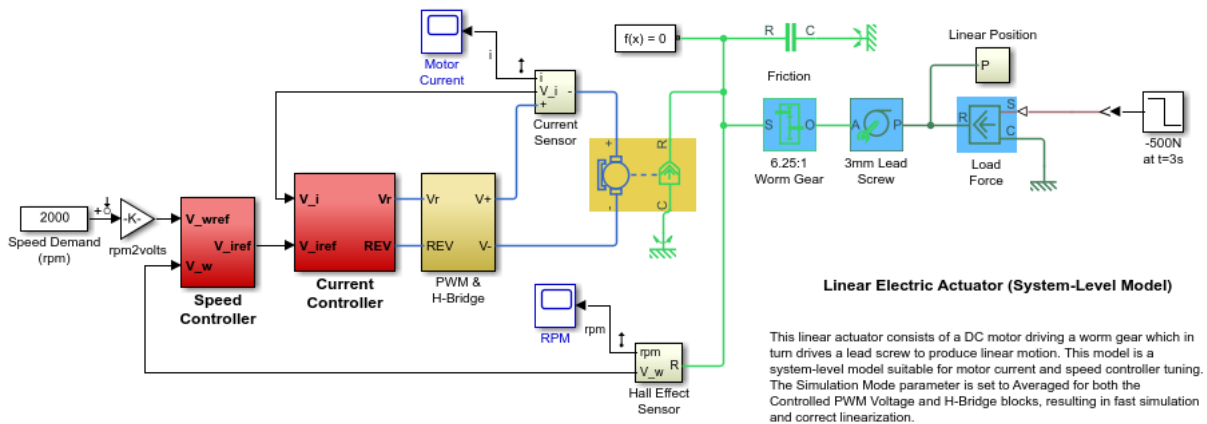 Motor
Current
i
i
V_i
-
+
Current
Sensor
f(x) = 0
R
C
Friction
Linear Position
P
S
O
6.25:1
Worm Gear
A
P
3mm Lead
Screw
R
S
C
Load
Force
-500N
at t=3s
+
-
R
C
2000
Speed Demand
(rpm)
+
-K-
rpm2volts
V_wref
V_iref
V_w
Speed
Controller
V_i
Vr
V_iref
REV
Current
Controller
Vr
V+
REV
V-
PWM &
H-Bridge
RPM
rpm
rpm
V_w
R
Hall Effect
Sensor
Linear Electric Actuator (System-Level Model)
This linear actuator consists of a DC motor driving a worm gear which in
turn drives a lead screw to produce linear motion. This model is a
system-level model suitable for motor current and speed controller tuning.
The Simulation Mode parameter is set to Averaged for both the
Controlled PWM Voltage and H-Bridge blocks, resulting in fast simulation
and correct linearization.